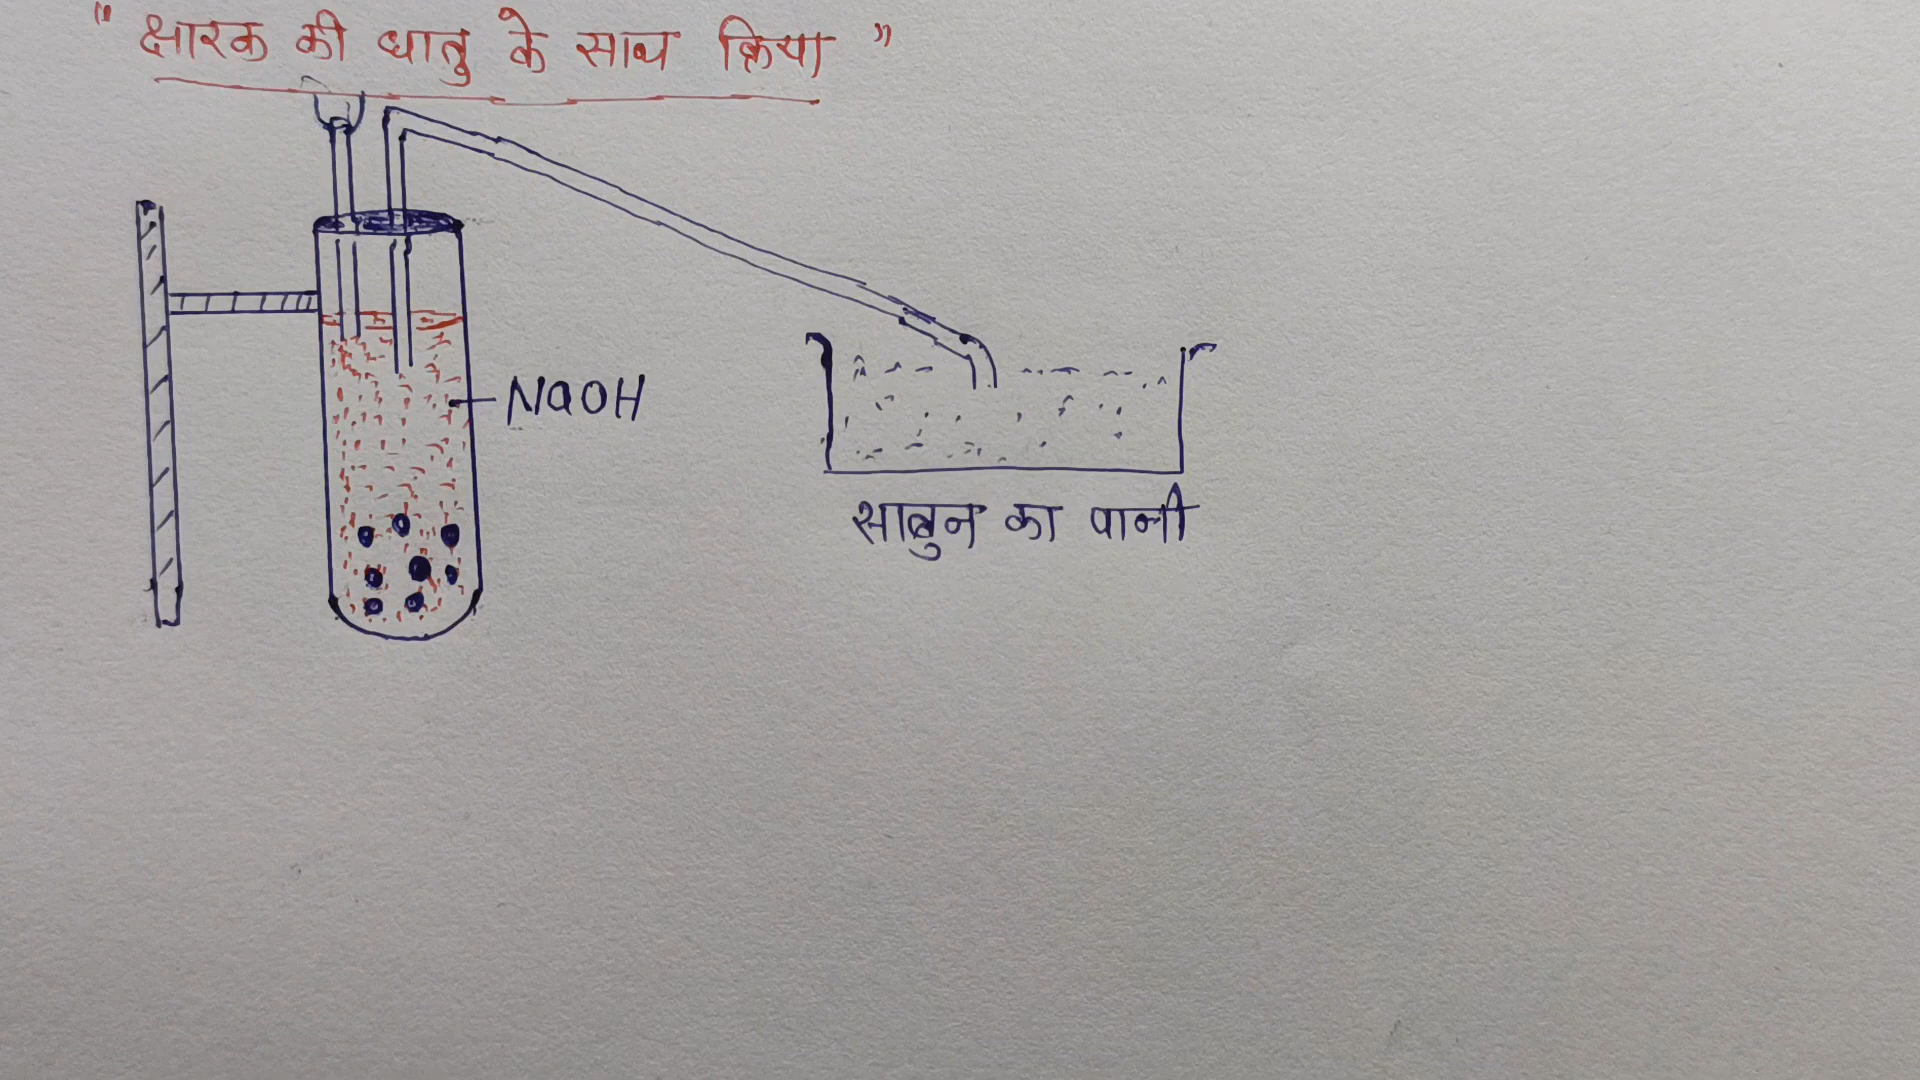 " क्षारक की धातु के साथ क्रिया "
NaOH
साबुन का पानी